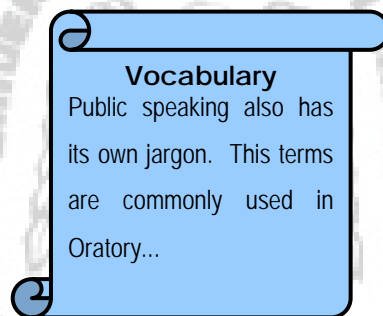 Vocabulary
Public speaking also has
its own jargon. This terms
are commonly used in
Oratory...